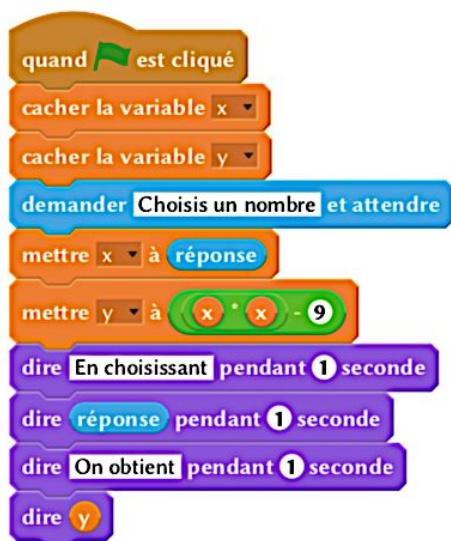 quand est cliqué
cacher la variable x
cacher la variable y
demander Choisis un nombre et attendre
mettre x à réponse
mettre y à x * x - 9
dire En choisissant pendant 1 seconde
dire réponse pendant 1 seconde
dire On obtient pendant 1 seconde
dire y